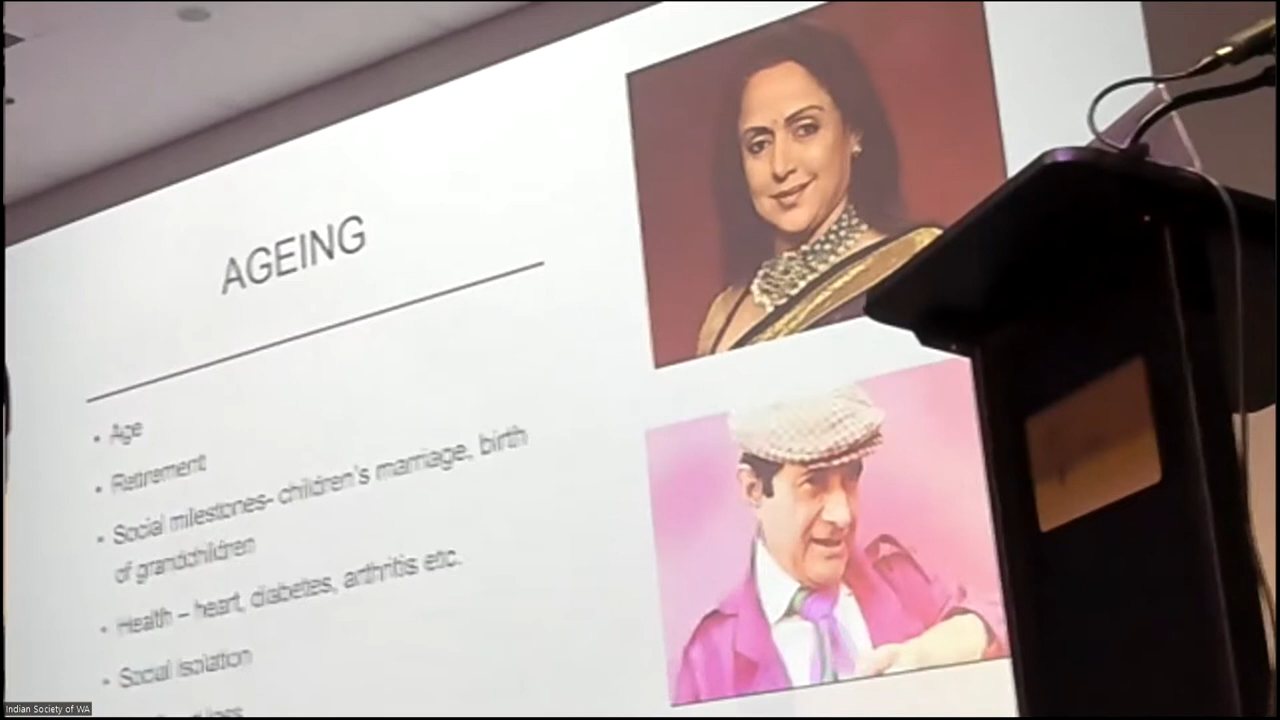 AGEING
• Age
• Retirement
• Social milestones- children's marriage, birth
of grandchildren
• Health – heart, diabetes, arthritis etc.
• Social isolation
Indian Society of WA